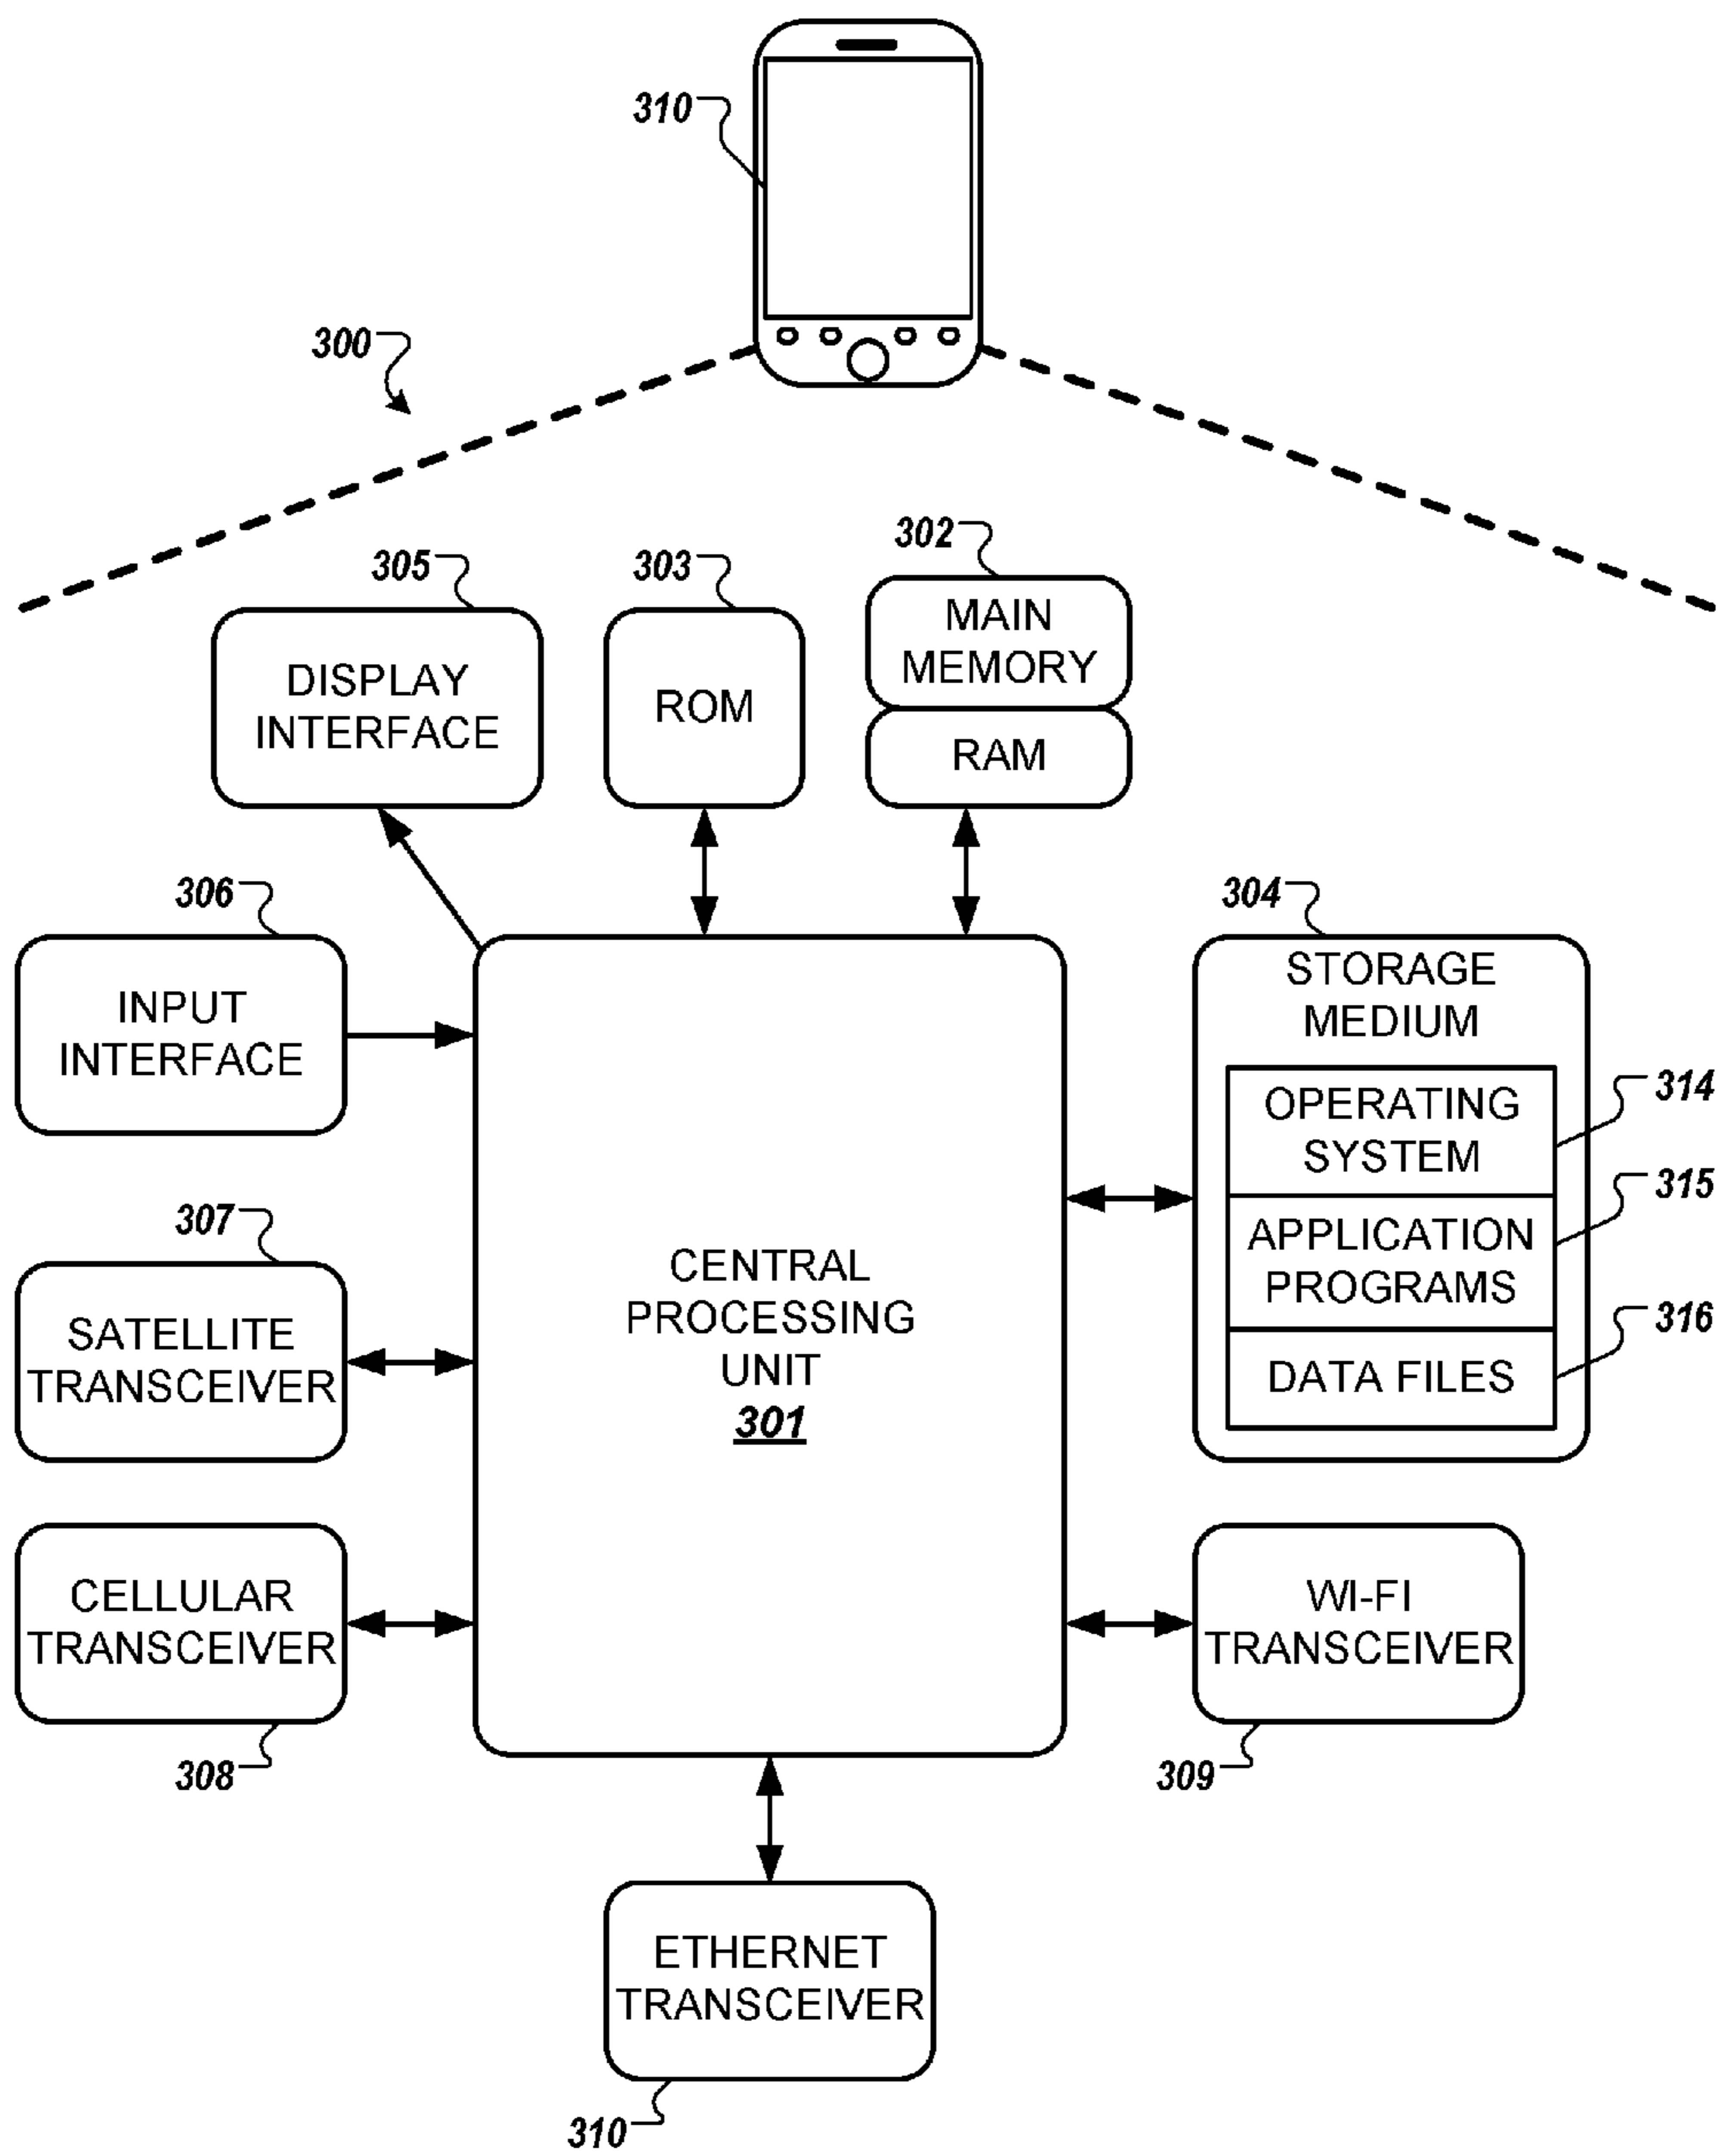 310
300
302
305
303
MAIN
MEMORY
DISPLAY
INTERFACE
ROM
RAM
306
304
INPUT
INTERFACE
STORAGE
MEDIUM
OPERATING
SYSTEM
314
APPLICATION
PROGRAMS
315
DATA FILES
316
307
SATELLITE
TRANSCEIVER
CENTRAL
PROCESSING
UNIT
301
CELLULAR
TRANSCEIVER
308
WI-FI
TRANSCEIVER
309
ETHERNET
TRANSCEIVER
310